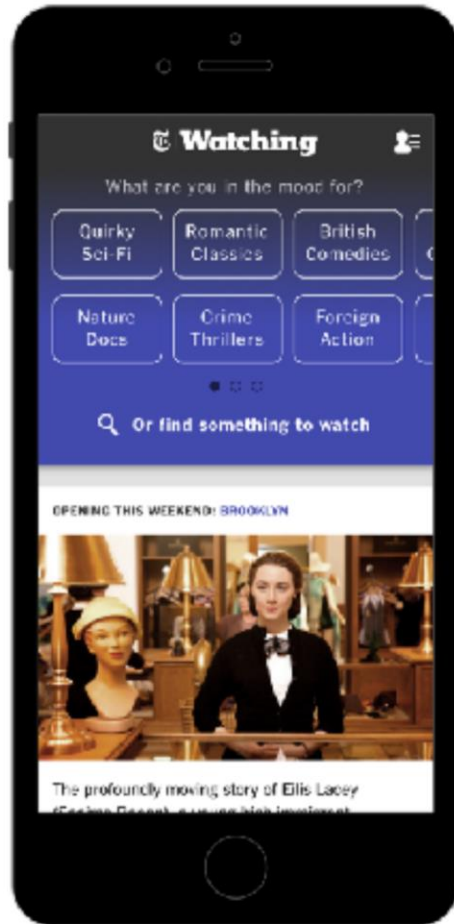 T Watching
What are you in the mood for?
Quirky Sci-Fi
Romantic Classics
British Comedies
Nature Docs
Crime Thrillers
Foreign Action
Or find something to watch
OPENING THIS WEEKEND: BROOKLYN
The profoundly moving story of Eilis Lacey